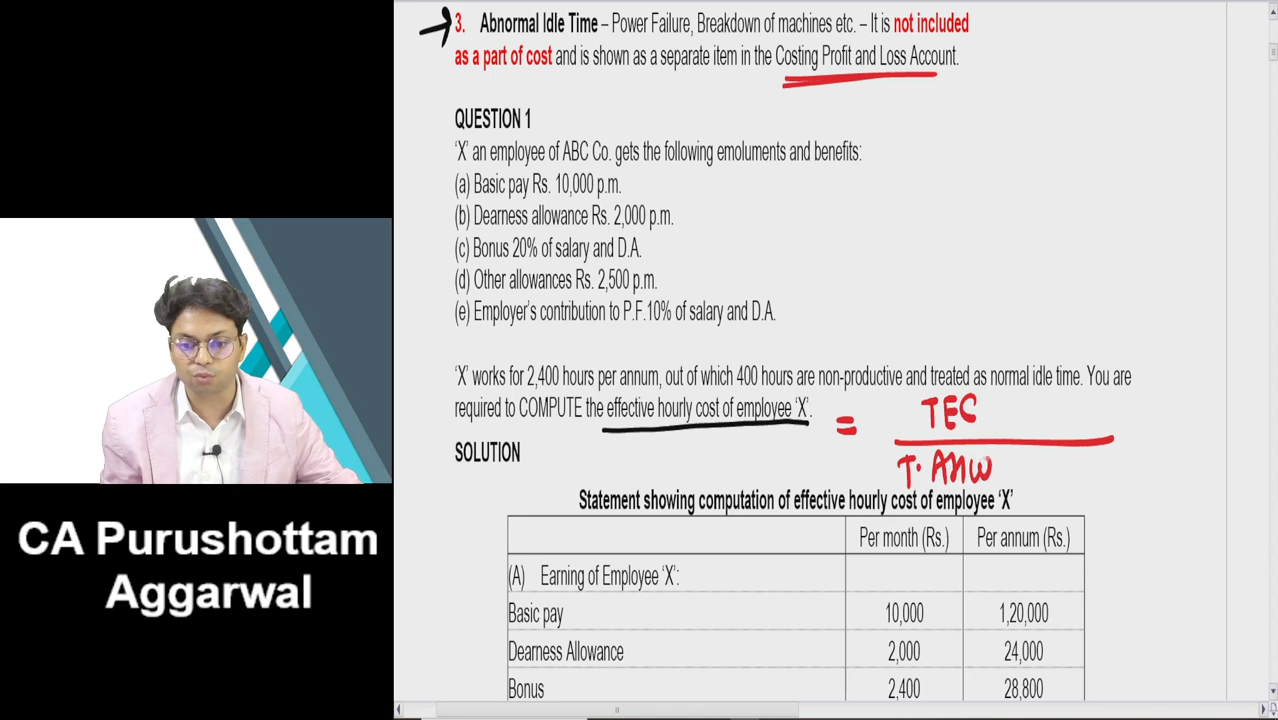 3. Abnormal Idle Time – Power Failure, Breakdown of machines etc. – It is not included
as a part of cost and is shown as a separate item in the Costing Profit and Loss Account.
QUESTION 1
‘X’ an employee of ABC Co. gets the following emoluments and benefits:
(a) Basic pay Rs. 10,000 p.m.
(b) Dearness allowance Rs. 2,000 p.m.
(c) Bonus 20% of salary and D.A.
(d) Other allowances Rs. 2,500 p.m.
(e) Employer’s contribution to P.F.10% of salary and D.A.
‘X’ works for 2,400 hours per annum, out of which 400 hours are non-productive and treated as normal idle time. You are
required to COMPUTE the effective hourly cost of employee ‘X’.
= TEC
T. AHW
SOLUTION
Statement showing computation of effective hourly cost of employee ‘X’
Per month (Rs.) Per annum (Rs.)
(A) Earning of Employee ‘X’:
Basic pay 10,000 1,20,000
Dearness Allowance 2,000 24,000
Bonus 2,400 28,800
CA Purushottam
Aggarwal